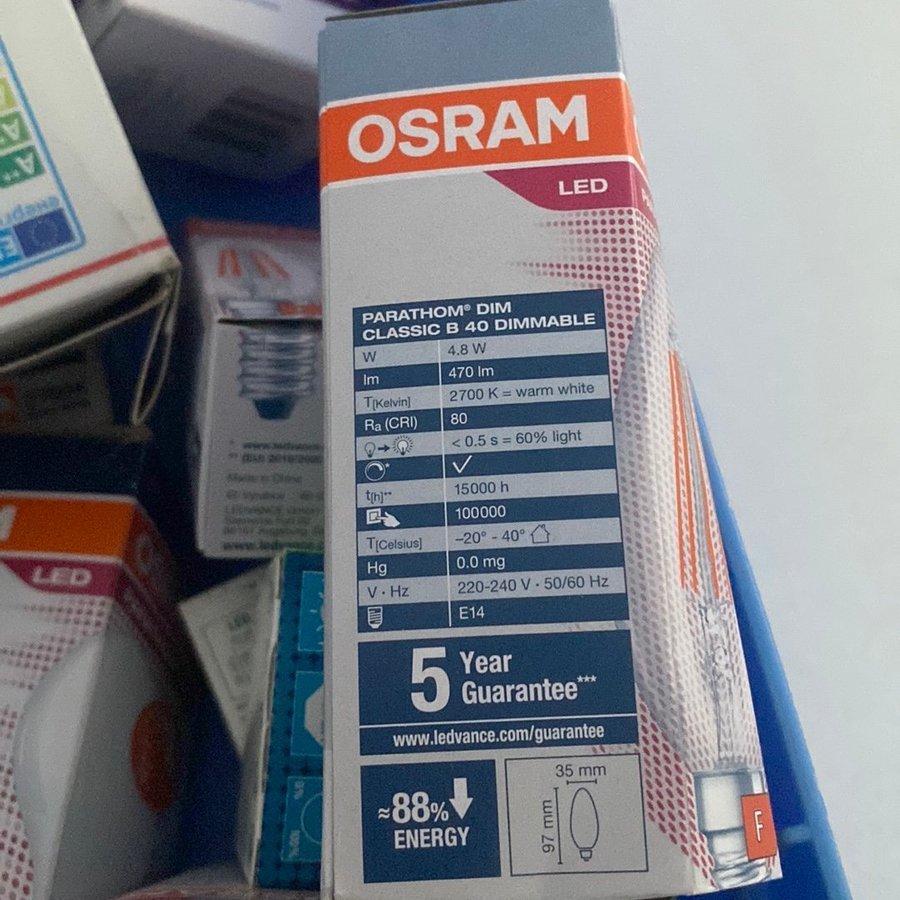 OSRAM
LED
PARATHOM® DIM
CLASSIC B 40 DIMMABLE
W 4.8 W
lm 470 lm
T[Kelvin] 2700 K = warm white
Ra (CRI) 80
< 0.5 s = 60% light
t[h]** 15000 h
100000
T[Celsius] –20° - 40°
Hg 0.0 mg
V · Hz 220-240 V · 50/60 Hz
E14
5 Year
Guarantee***
www.ledvance.com/guarantee
≈88%
ENERGY
35 mm
97 mm
F
LED
A++
Made in China
www.ledvance